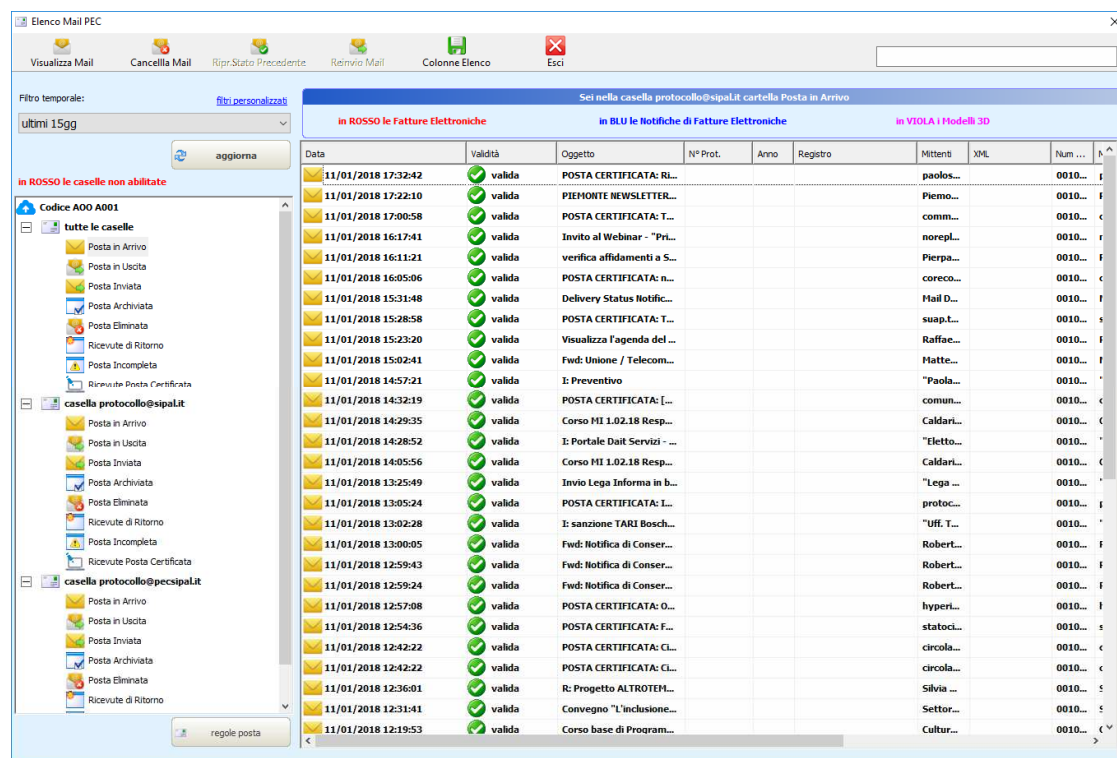 Elenco Mail PEC
Visualizza Mail Cancellla Mail Ripr.Stato Precedente Reinvio Mail Colonne Elenco Esci
Filtro temporale: filtri personalizzati
ultimi 15gg
aggiorna
in ROSSO le caselle non abilitate
Codice AOO A001
tutte le caselle
Posta in Arrivo
Posta in Uscita
Posta Inviata
Posta Archiviata
Posta Eliminata
Ricevute di Ritorno
Posta Incompleta
Ricevute Posta Certificata
casella protocollo@sipal.it
Posta in Arrivo
Posta in Uscita
Posta Inviata
Posta Archiviata
Posta Eliminata
Ricevute di Ritorno
Posta Incompleta
Ricevute Posta Certificata
casella protocollo@pecsipal.it
Posta in Arrivo
Posta in Uscita
Posta Inviata
Posta Archiviata
Posta Eliminata
Ricevute di Ritorno
regole posta
Sei nella casella protocollo@sipal.it cartella Posta in Arrivo
in ROSSO le Fatture Elettroniche in BLU le Notifiche di Fatture Elettroniche in VIOLA i Modelli 3D
Data Validità Oggetto N° Prot. Anno Registro Mittenti XML Num ...
11/01/2018 17:32:42 valida POSTA CERTIFICATA: Ri... paolos... 0010...
11/01/2018 17:22:10 valida PIEMONTE NEWSLETTER... Piemo... 0010...
11/01/2018 17:00:58 valida POSTA CERTIFICATA: T... comm... 0010...
11/01/2018 16:17:41 valida Invito al Webinar - "Pri... norepl... 0010...
11/01/2018 16:11:21 valida verifica affidamenti a S... Pierpa... 0010...
11/01/2018 16:05:06 valida POSTA CERTIFICATA: n... coreco... 0010...
11/01/2018 15:31:48 valida Delivery Status Notific... Mail D... 0010...
11/01/2018 15:28:58 valida POSTA CERTIFICATA: T... suap.t... 0010...
11/01/2018 15:23:20 valida Visualizza l'agenda del ... Raffae... 0010...
11/01/2018 15:02:41 valida Fwd: Unione / Telecom... Matte... 0010...
11/01/2018 14:57:21 valida I: Preventivo "Paola... 0010...
11/01/2018 14:32:19 valida POSTA CERTIFICATA: [... comun... 0010...
11/01/2018 14:29:35 valida Corso MI 1.02.18 Resp... Caldari... 0010...
11/01/2018 14:28:52 valida I: Portale Dait Servizi - ... "Eletto... 0010...
11/01/2018 14:05:56 valida Corso MI 1.02.18 Resp... Caldari... 0010...
11/01/2018 13:25:49 valida Invio Lega Informa in b... "Lega ... 0010...
11/01/2018 13:05:24 valida POSTA CERTIFICATA: I... protoc... 0010...
11/01/2018 13:02:28 valida I: sanzione TARI Bosch... "Uff. T... 0010...
11/01/2018 13:00:05 valida Fwd: Notifica di Conser... Robert... 0010...
11/01/2018 12:59:43 valida Fwd: Notifica di Conser... Robert... 0010...
11/01/2018 12:59:24 valida Fwd: Notifica di Conser... Robert... 0010...
11/01/2018 12:57:08 valida POSTA CERTIFICATA: O... hyperi... 0010...
11/01/2018 12:54:36 valida POSTA CERTIFICATA: F... statoci... 0010...
11/01/2018 12:42:22 valida POSTA CERTIFICATA: Ci... circola... 0010...
11/01/2018 12:42:22 valida POSTA CERTIFICATA: Ci... circola... 0010...
11/01/2018 12:36:01 valida R: Progetto ALTROTEM... Silvia ... 0010...
11/01/2018 12:31:41 valida Convegno "L'inclusione... Settor... 0010...
11/01/2018 12:19:53 valida Corso base di Program... Cultur... 0010...